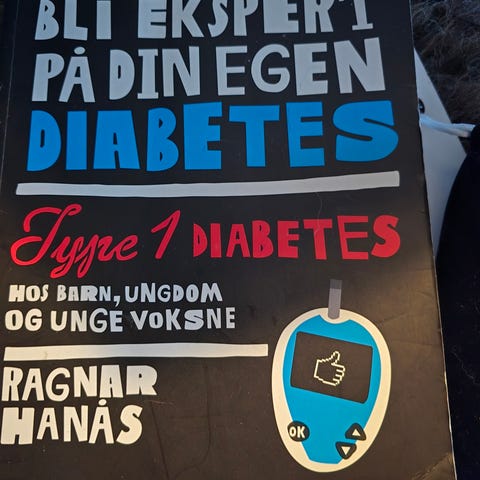 BLI EKSPERT
PÅ DIN EGEN
DIABETES
Type 1 DIABETES
HOS BARN, UNGDOM
OG UNGE VOKSNE
RAGNAR
HANÅS
OK